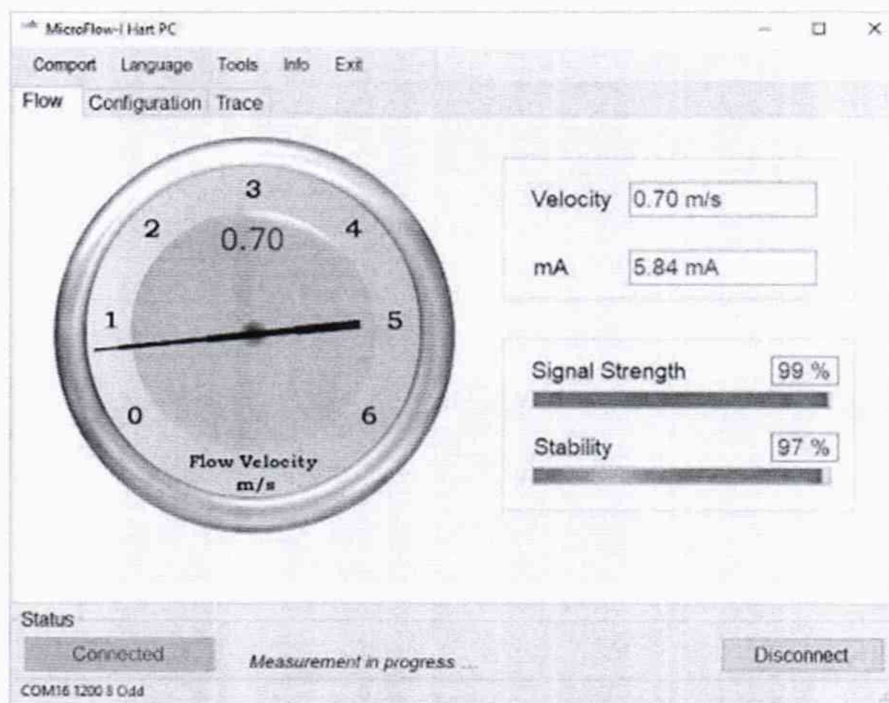 MicroFlow-I Hart PC
Comport Language Tools Info Exit
Flow Configuration Trace
3
2
4
0.70
1
5
0
6
Flow Velocity
m/s
Velocity 0.70 m/s
mA 5.84 mA
Signal Strength 99 %
Stability 97 %
Status
Connected Measurement in progress ... Disconnect
COM16 1200 8 Odd